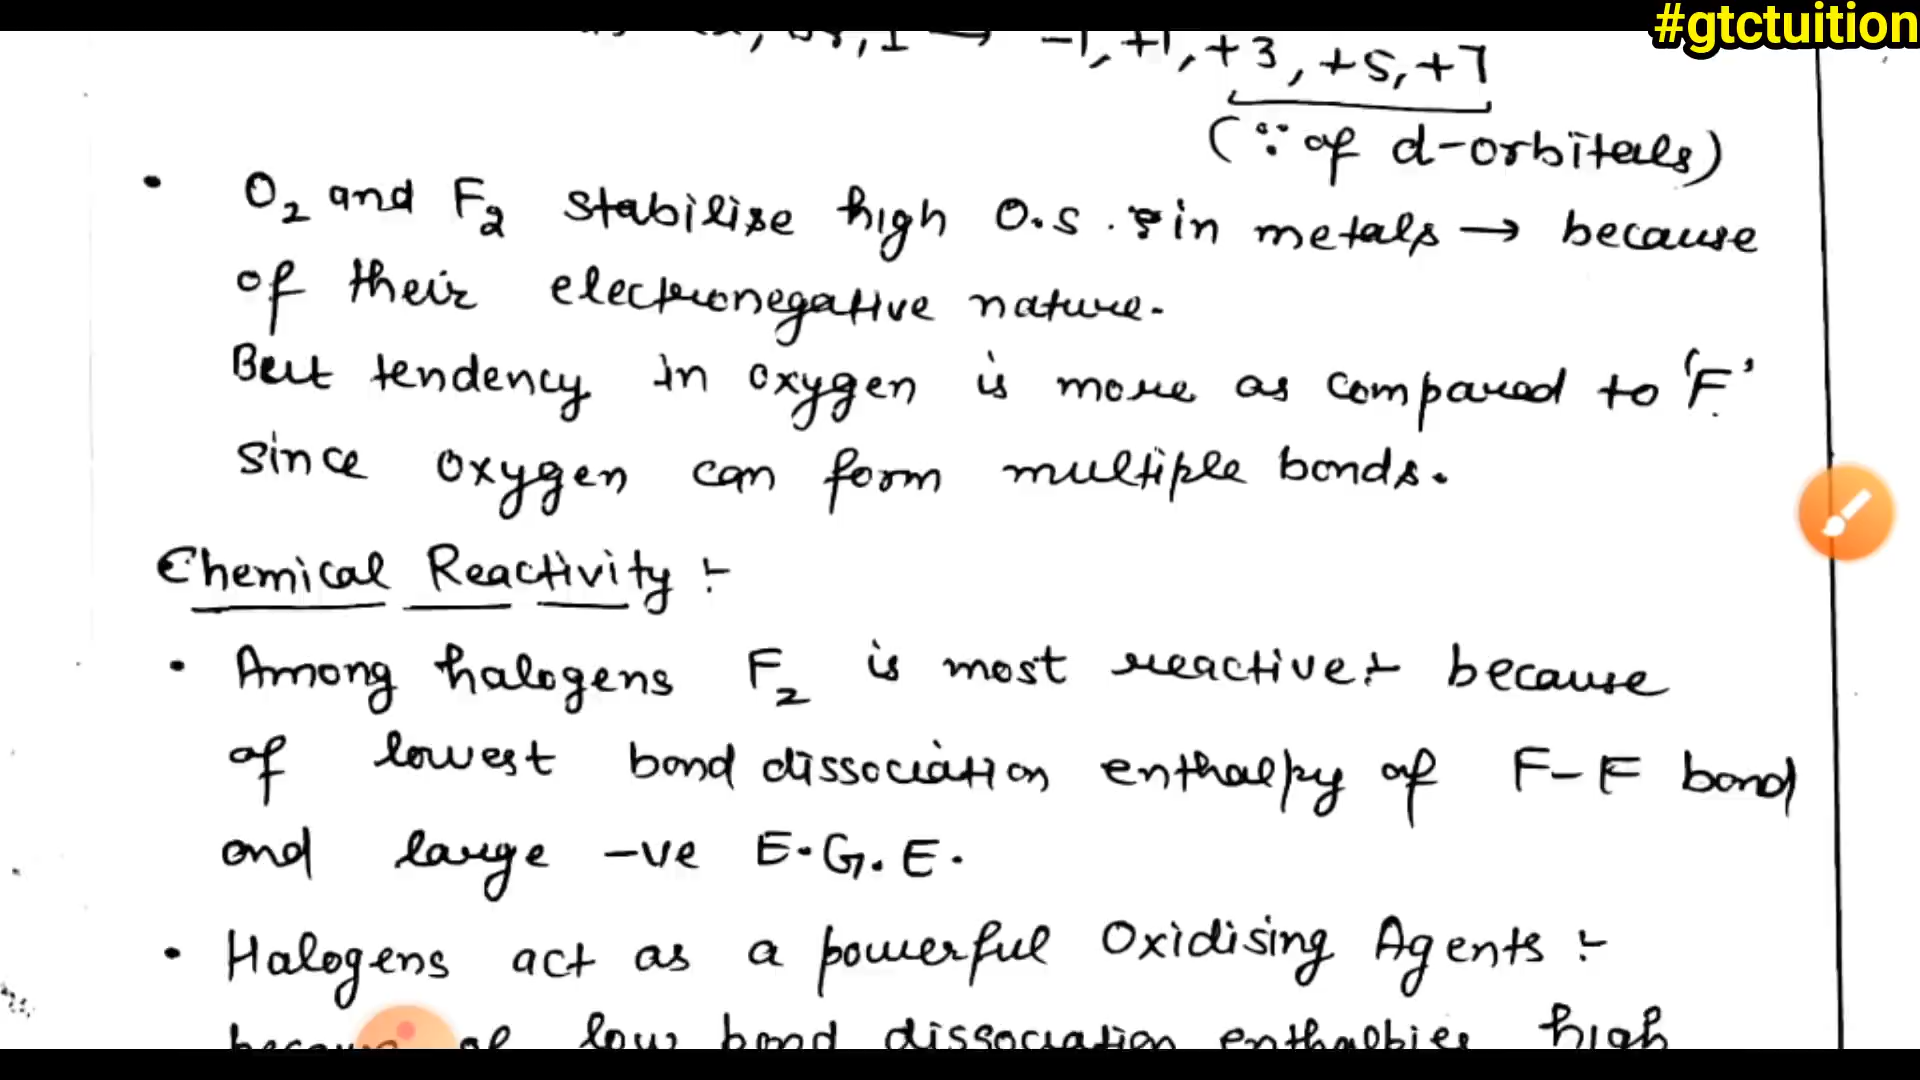 #gtctuition
I → -1, +1, +3, +5, +7
(∵ of d-orbitals)
• O₂ and F₂ stabilise high O.S. in metals → because
of their electronegative nature.
But tendency in oxygen is more as compared to 'F'
since oxygen can form multiple bonds.
Chemical Reactivity :-
• Among halogens F₂ is most reactive :- because
of lowest bond dissociation enthalpy of F-F bond
and large -ve E.G.E.
• Halogens act as a powerful Oxidising Agents :-
of low bond dissociation enthalpies high